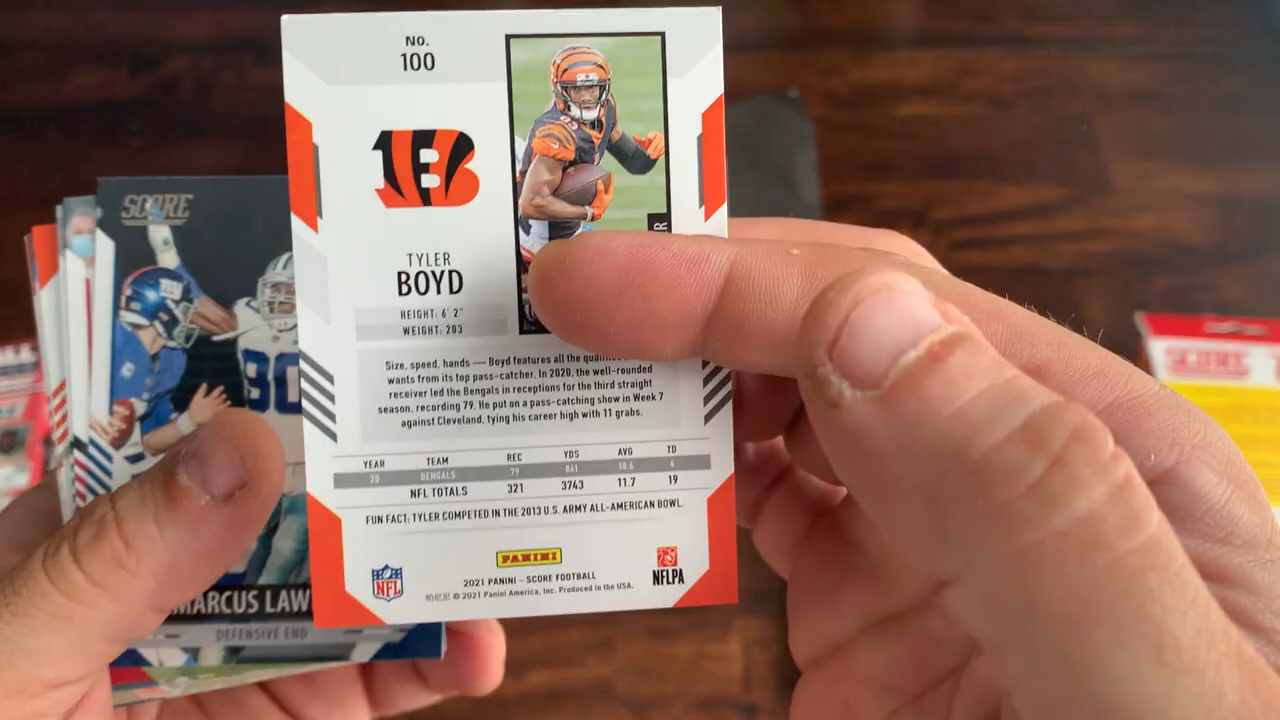 No.
100
TYLER
BOYD
HEIGHT: 6' 2"
WEIGHT: 203
Size, speed, hands — Boyd features all the
wants from its top pass-catcher. In 2020, the well-rounded
receiver led the Bengals in receptions for the third straight
season, recording 79. He put on a pass-catching show in Week 7
against Cleveland, tying his career high with 11 grabs.
YEAR TEAM REC YDS AVG TD
20 BENGALS 79 841 10.6 4
NFL TOTALS 321 3743 11.7 19
FUN FACT: TYLER COMPETED IN THE 2013 U.S. ARMY ALL-AMERICAN BOWL.
PANINI
2021 PANINI – SCORE FOOTBALL
© 2021 Panini America, Inc. Produced in the USA.
NFL
NFLPA
SCORE
90
MARCUS LAW
DEFENSIVE END
SCORE